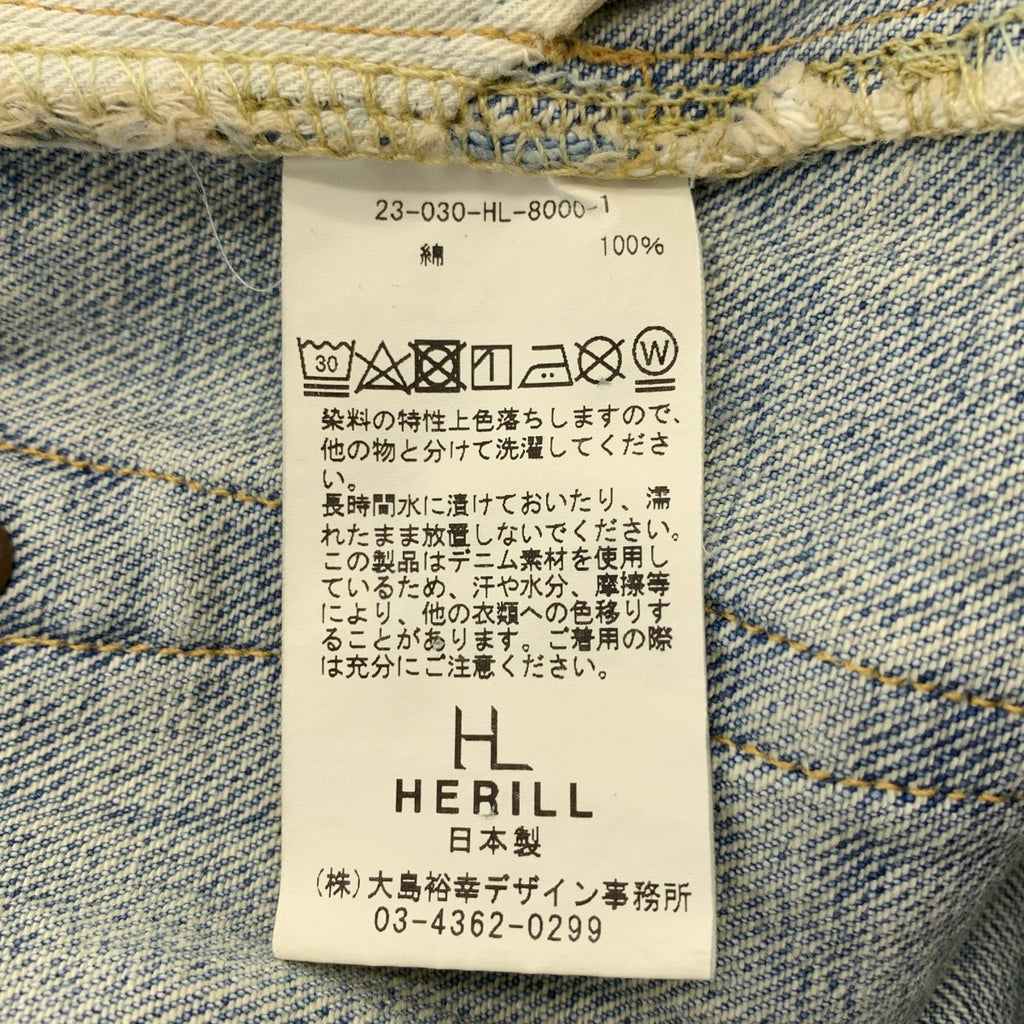 23-030-HL-8000-1
綿 100%
30
W
染料の特性上色落ちしますので、
他の物と分けて洗濯してくださ
い。
長時間水に漬けておいたり、濡
れたまま放置しないでください。
この製品はデニム素材を使用し
ているため、汗や水分、摩擦等
により、他の衣類への色移りす
ることがあります。ご着用の際
は充分にご注意ください。
HL
HERILL
日本製
(株)大島裕幸デザイン事務所
03-4362-0299